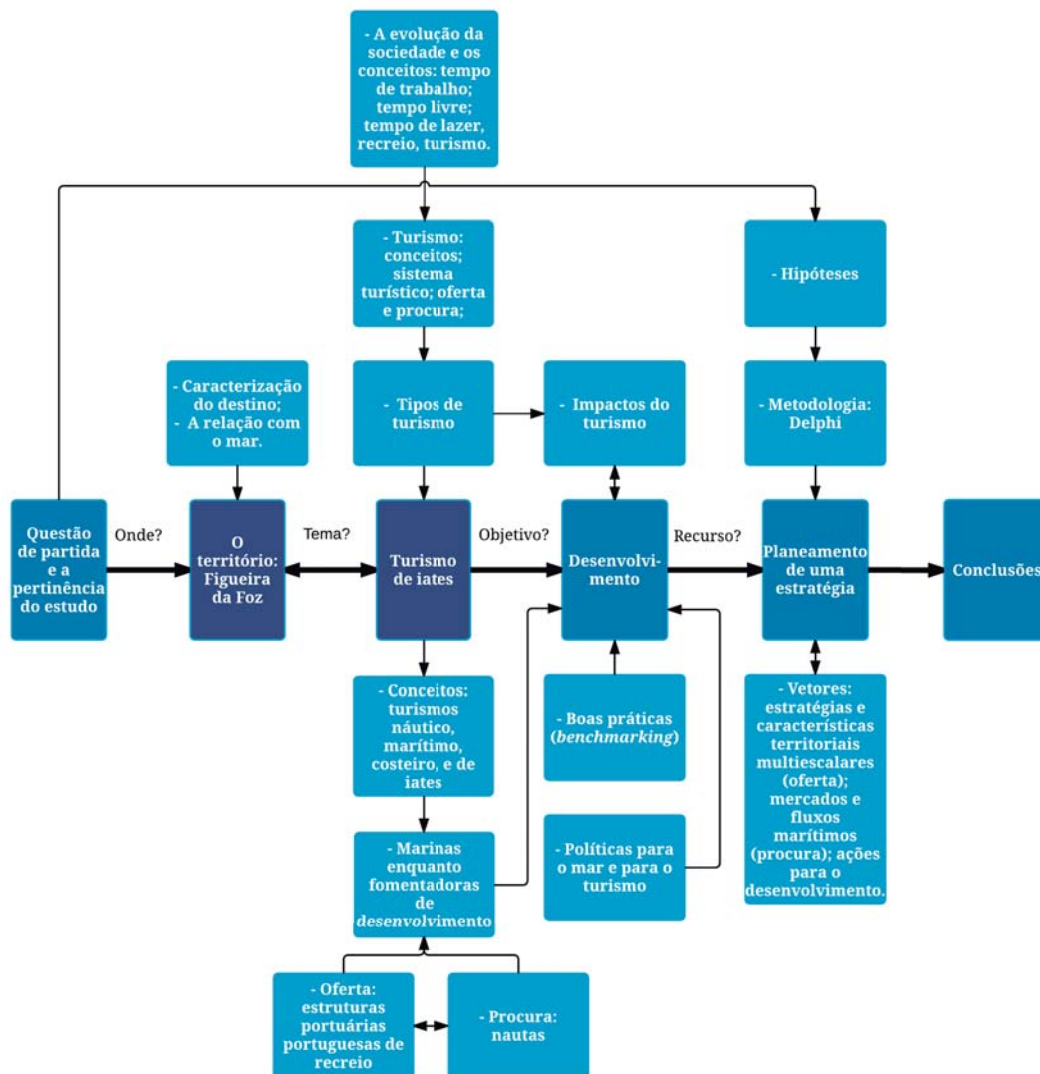 - A evolução da
sociedade e os
conceitos: tempo
de trabalho;
tempo livre;
tempo de lazer,
recreio, turismo.
- Turismo:
conceitos;
sistema
turístico; oferta
e procura;
- Hipóteses
- Caracterização
do destino;
- A relação com
o mar.
- Tipos de
turismo
- Impactos do
turismo
- Metodologia:
Delphi
Questão
de partida
e a
pertinência
do estudo
Onde?
O
território:
Figueira
da Foz
Tema?
Turismo
de iates
Objetivo?
Desenvolvi-
mento
Recurso?
Planeamento
de uma
estratégia
Conclusões
- Conceitos:
turismos
náutico,
marítimo,
costeiro, e de
iates
- Boas práticas
(benchmarking)
- Vetores:
estratégias e
características
territoriais
multiescalares
(oferta);
mercados e
fluxos
marítimos
(procura); ações
para o
desenvolvimento.
- Marinas
enquanto
fomentadoras
de
desenvolvimento
- Políticas para
o mar e para o
turismo
- Oferta:
estruturas
portuárias
portuguesas de
recreio
- Procura:
nautas